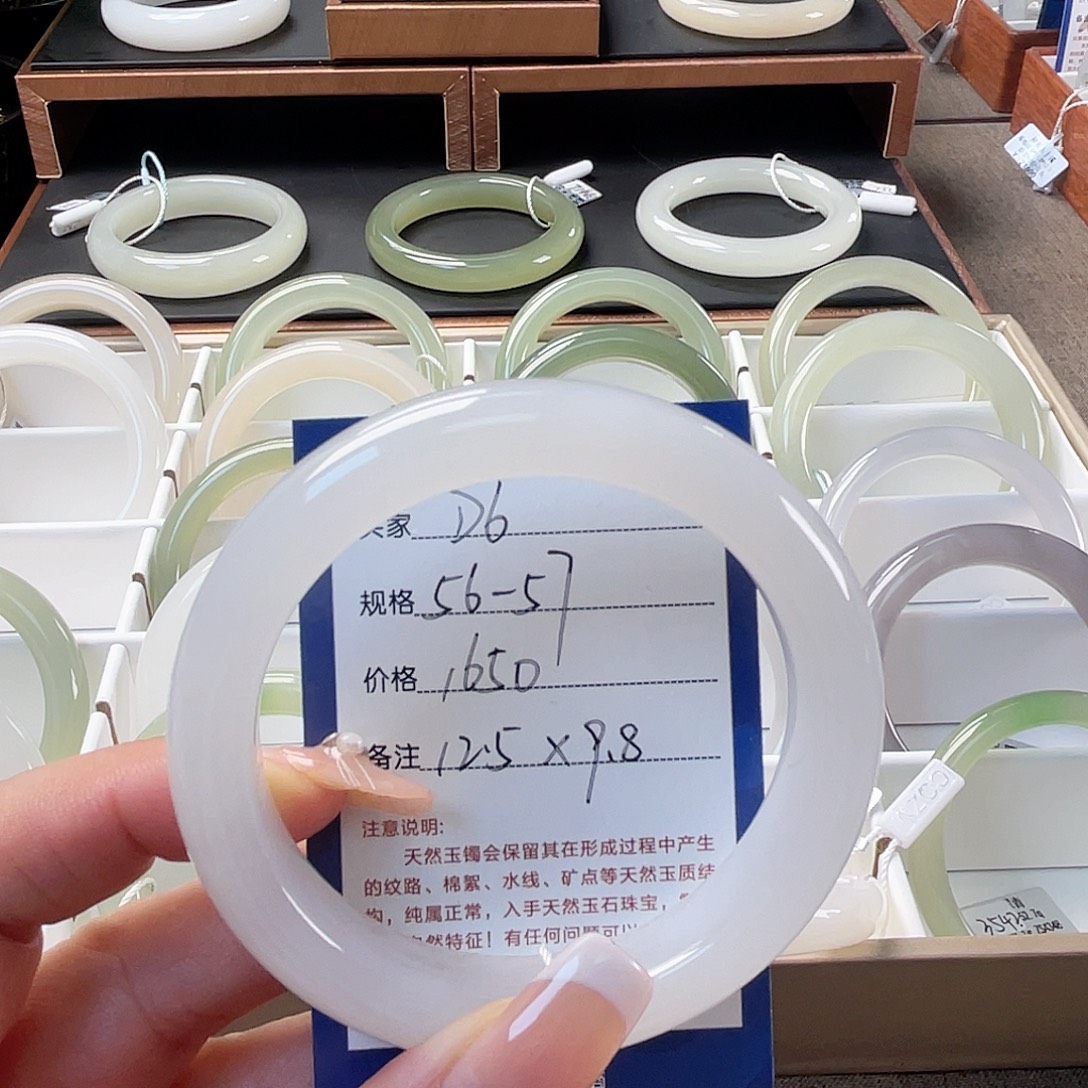 家 D6
规格 56-57
价格 1650
备注 12.5 × 9.8
注意说明:
天然玉镯会保留其在形成过程中产生
的纹路、棉絮、水线、矿点等天然玉质结
构，纯属正常，入手天然玉石珠宝，
自然特征！有任何问题可以